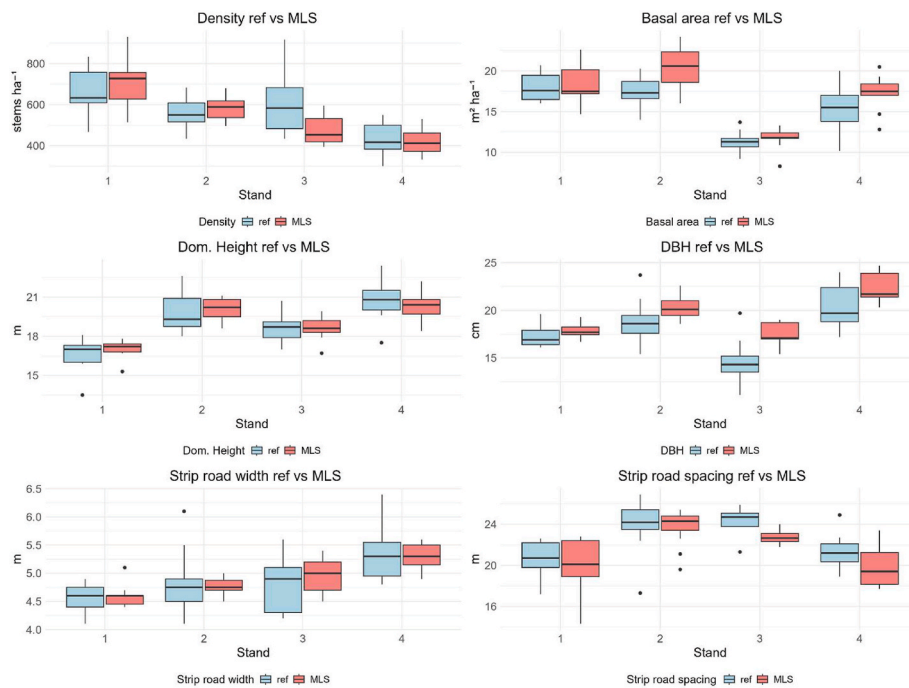 Density ref vs MLS
stems ha⁻¹
800
600
400
1 2 3 4
Stand
Density ref MLS
Basal area ref vs MLS
m² ha⁻¹
20
15
10
1 2 3 4
Stand
Basal area ref MLS
Dom. Height ref vs MLS
m
21
18
15
1 2 3 4
Stand
Dom. Height ref MLS
DBH ref vs MLS
cm
25
20
15
1 2 3 4
Stand
DBH ref MLS
Strip road width ref vs MLS
m
6.5
6.0
5.5
5.0
4.5
4.0
1 2 3 4
Stand
Strip road width ref MLS
Strip road spacing ref vs MLS
m
24
20
16
1 2 3 4
Stand
Strip road spacing ref MLS